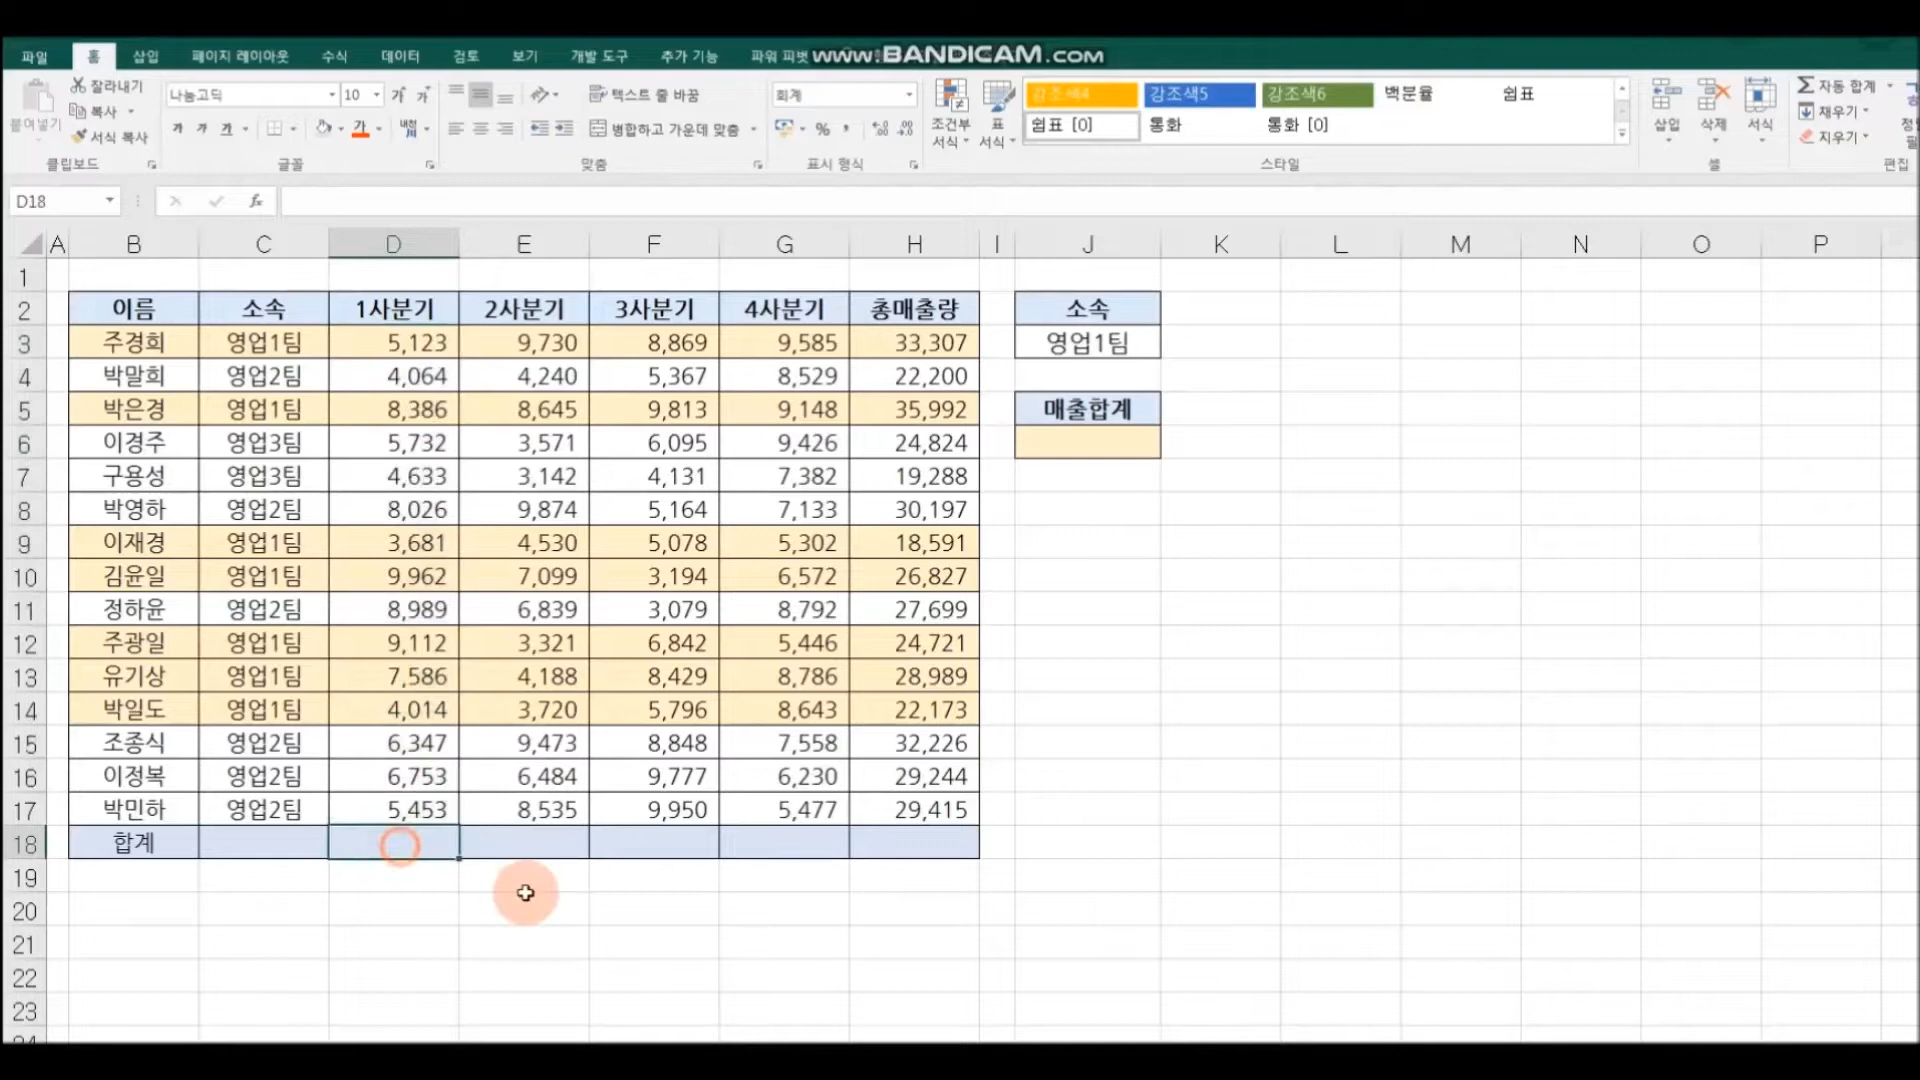 www.BANDICAM.com
파일 홈 삽입 페이지 레이아웃 수식 데이터 검토 보기 개발 도구 추가 기능 파워 피벗
잘라내기 나눔고딕 10 가 가 텍스트 줄 바꿈 회계 강조색4 강조색5 강조색6 백분율 쉼표 자동 합계
붙여넣기 복사 조건부 서식 표 서식 삽입 삭제 서식 채우기
서식 복사 가 가 가 가 내천 병합하고 가운데 맞춤 % 쉼표 [0] 통화 통화 [0] 지우기
클립보드 글꼴 맞춤 표시 형식 스타일 셀 편집
D18 fx
A B C D E F G H I J K L M N O P
1
2 이름 소속 1사분기 2사분기 3사분기 4사분기 총매출량 소속
3 주경희 영업1팀 5,123 9,730 8,869 9,585 33,307 영업1팀
4 박말희 영업2팀 4,064 4,240 5,367 8,529 22,200
5 박은경 영업1팀 8,386 8,645 9,813 9,148 35,992 매출합계
6 이경주 영업3팀 5,732 3,571 6,095 9,426 24,824
7 구용성 영업3팀 4,633 3,142 4,131 7,382 19,288
8 박영하 영업2팀 8,026 9,874 5,164 7,133 30,197
9 이재경 영업1팀 3,681 4,530 5,078 5,302 18,591
10 김윤일 영업1팀 9,962 7,099 3,194 6,572 26,827
11 정하윤 영업2팀 8,989 6,839 3,079 8,792 27,699
12 주광일 영업1팀 9,112 3,321 6,842 5,446 24,721
13 유기상 영업1팀 7,586 4,188 8,429 8,786 28,989
14 박일도 영업1팀 4,014 3,720 5,796 8,643 22,173
15 조종식 영업2팀 6,347 9,473 8,848 7,558 32,226
16 이정복 영업2팀 6,753 6,484 9,777 6,230 29,244
17 박민하 영업2팀 5,453 8,535 9,950 5,477 29,415
18 합계
19
20
21
22
23